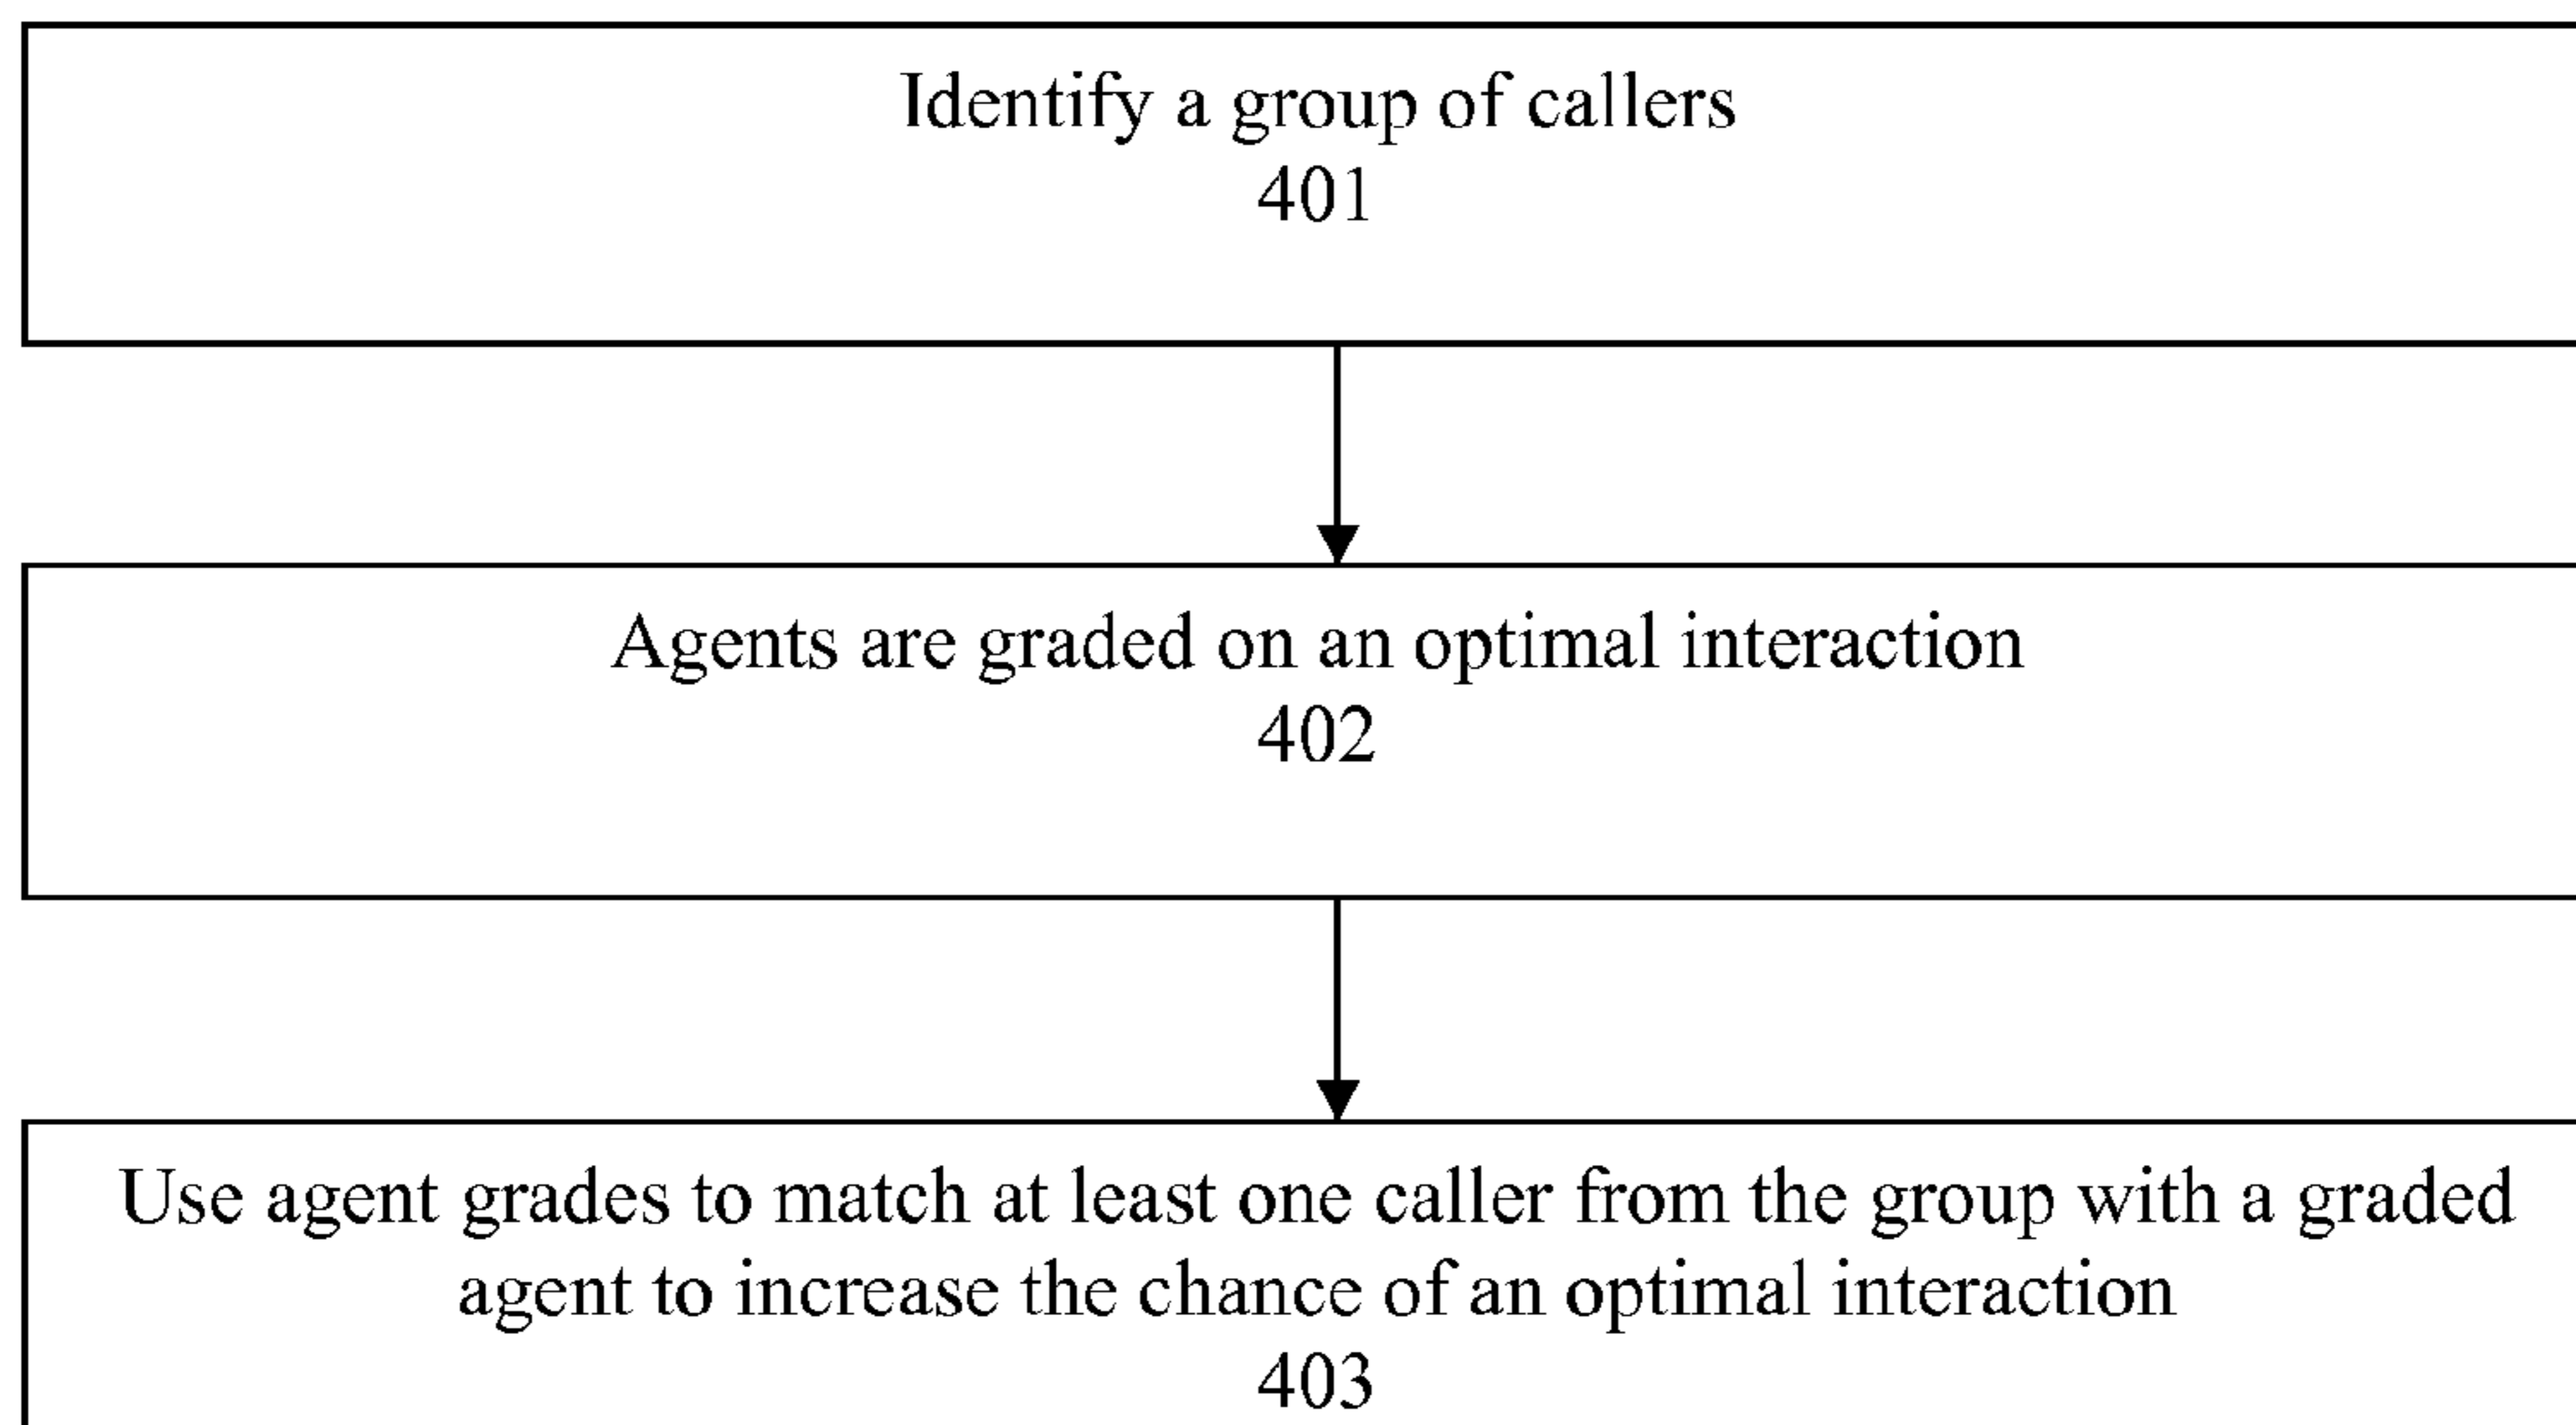 Identify a group of callers
401
Agents are graded on an optimal interaction
402
Use agent grades to match at least one caller from the group with a graded
agent to increase the chance of an optimal interaction
403